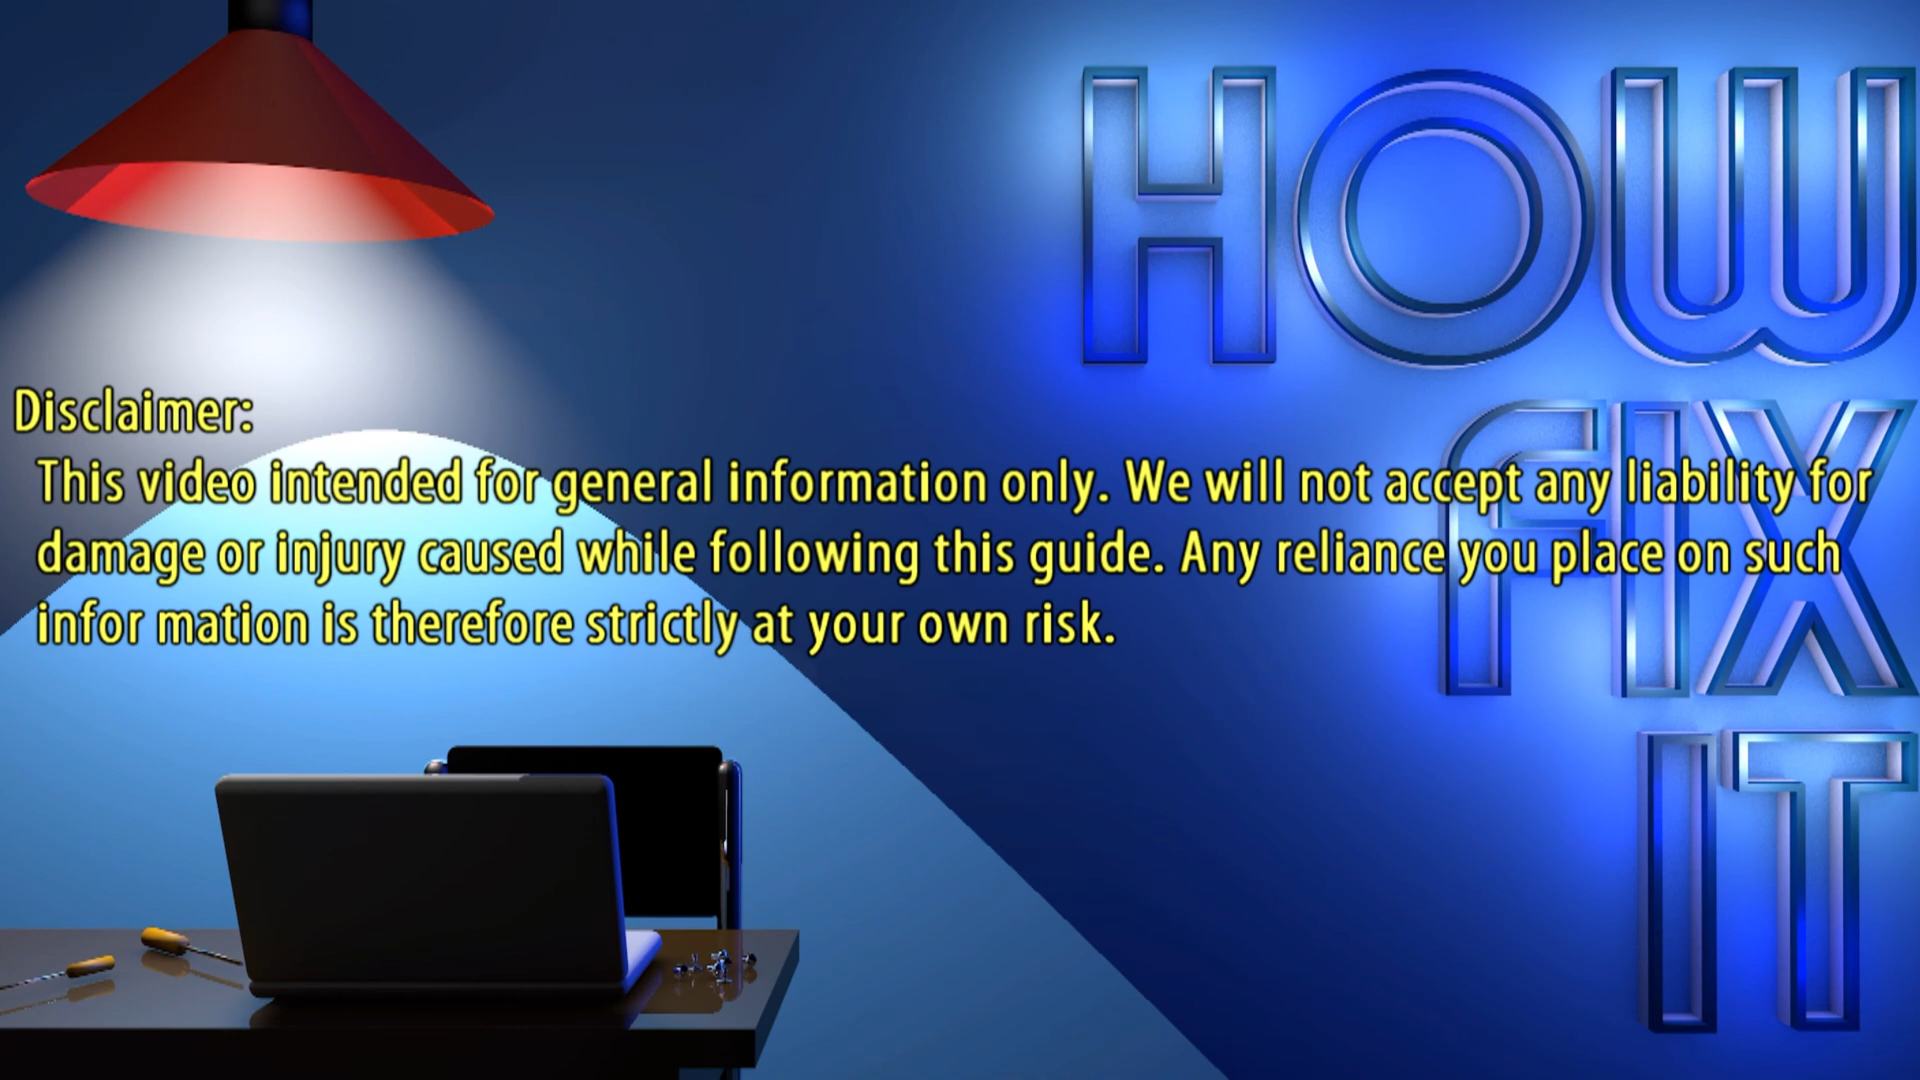 HOW
FIX
IT
Disclaimer:
This video intended for general information only. We will not accept any liability for
damage or injury caused while following this guide. Any reliance you place on such
infor mation is therefore strictly at your own risk.